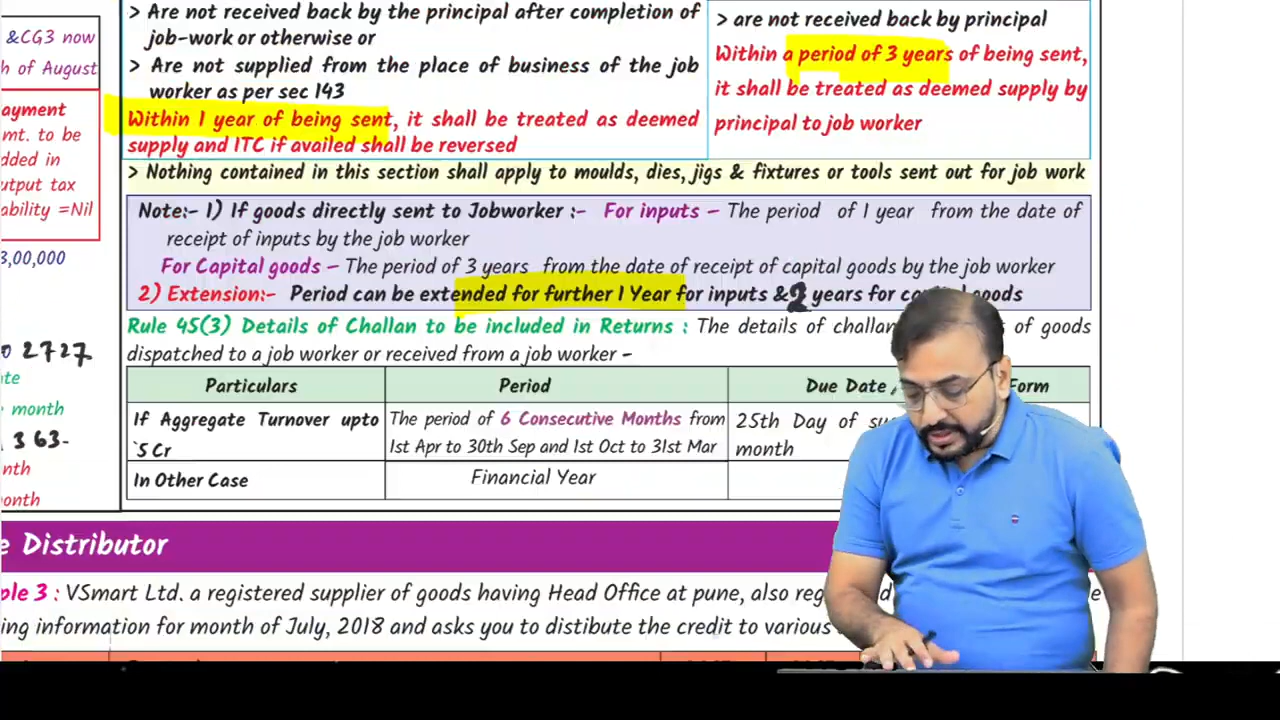 &CG3 now
h of August
ayment
mt. to be
dded in
utput tax
ability =Nil
3,00,000
2727
te
month
363-
nth
onth
> Are not received back by the principal after completion of
job-work or otherwise or
> Are not supplied from the place of business of the job
worker as per sec 143
Within 1 year of being sent, it shall be treated as deemed
supply and ITC if availed shall be reversed
> are not received back by principal
Within a period of 3 years of being sent,
it shall be treated as deemed supply by
principal to job worker
> Nothing contained in this section shall apply to moulds, dies, jigs & fixtures or tools sent out for job work
Note:- 1) If goods directly sent to Jobworker :- For inputs – The period of 1 year from the date of
receipt of inputs by the job worker
For Capital goods – The period of 3 years from the date of receipt of capital goods by the job worker
2) Extension:- Period can be extended for further 1 Year for inputs & 2 years for capital goods
Rule 45(3) Details of Challan to be included in Returns : The details of challan of goods
dispatched to a job worker or received from a job worker -
Particulars Period Due Date Form
If Aggregate Turnover upto The period of 6 Consecutive Months from 25th Day of
`5 Cr 1st Apr to 30th Sep and 1st Oct to 31st Mar month
In Other Case Financial Year
e Distributor
ple 3 : VSmart Ltd. a registered supplier of goods having Head Office at pune, also
ing information for month of July, 2018 and asks you to distibute the credit to various